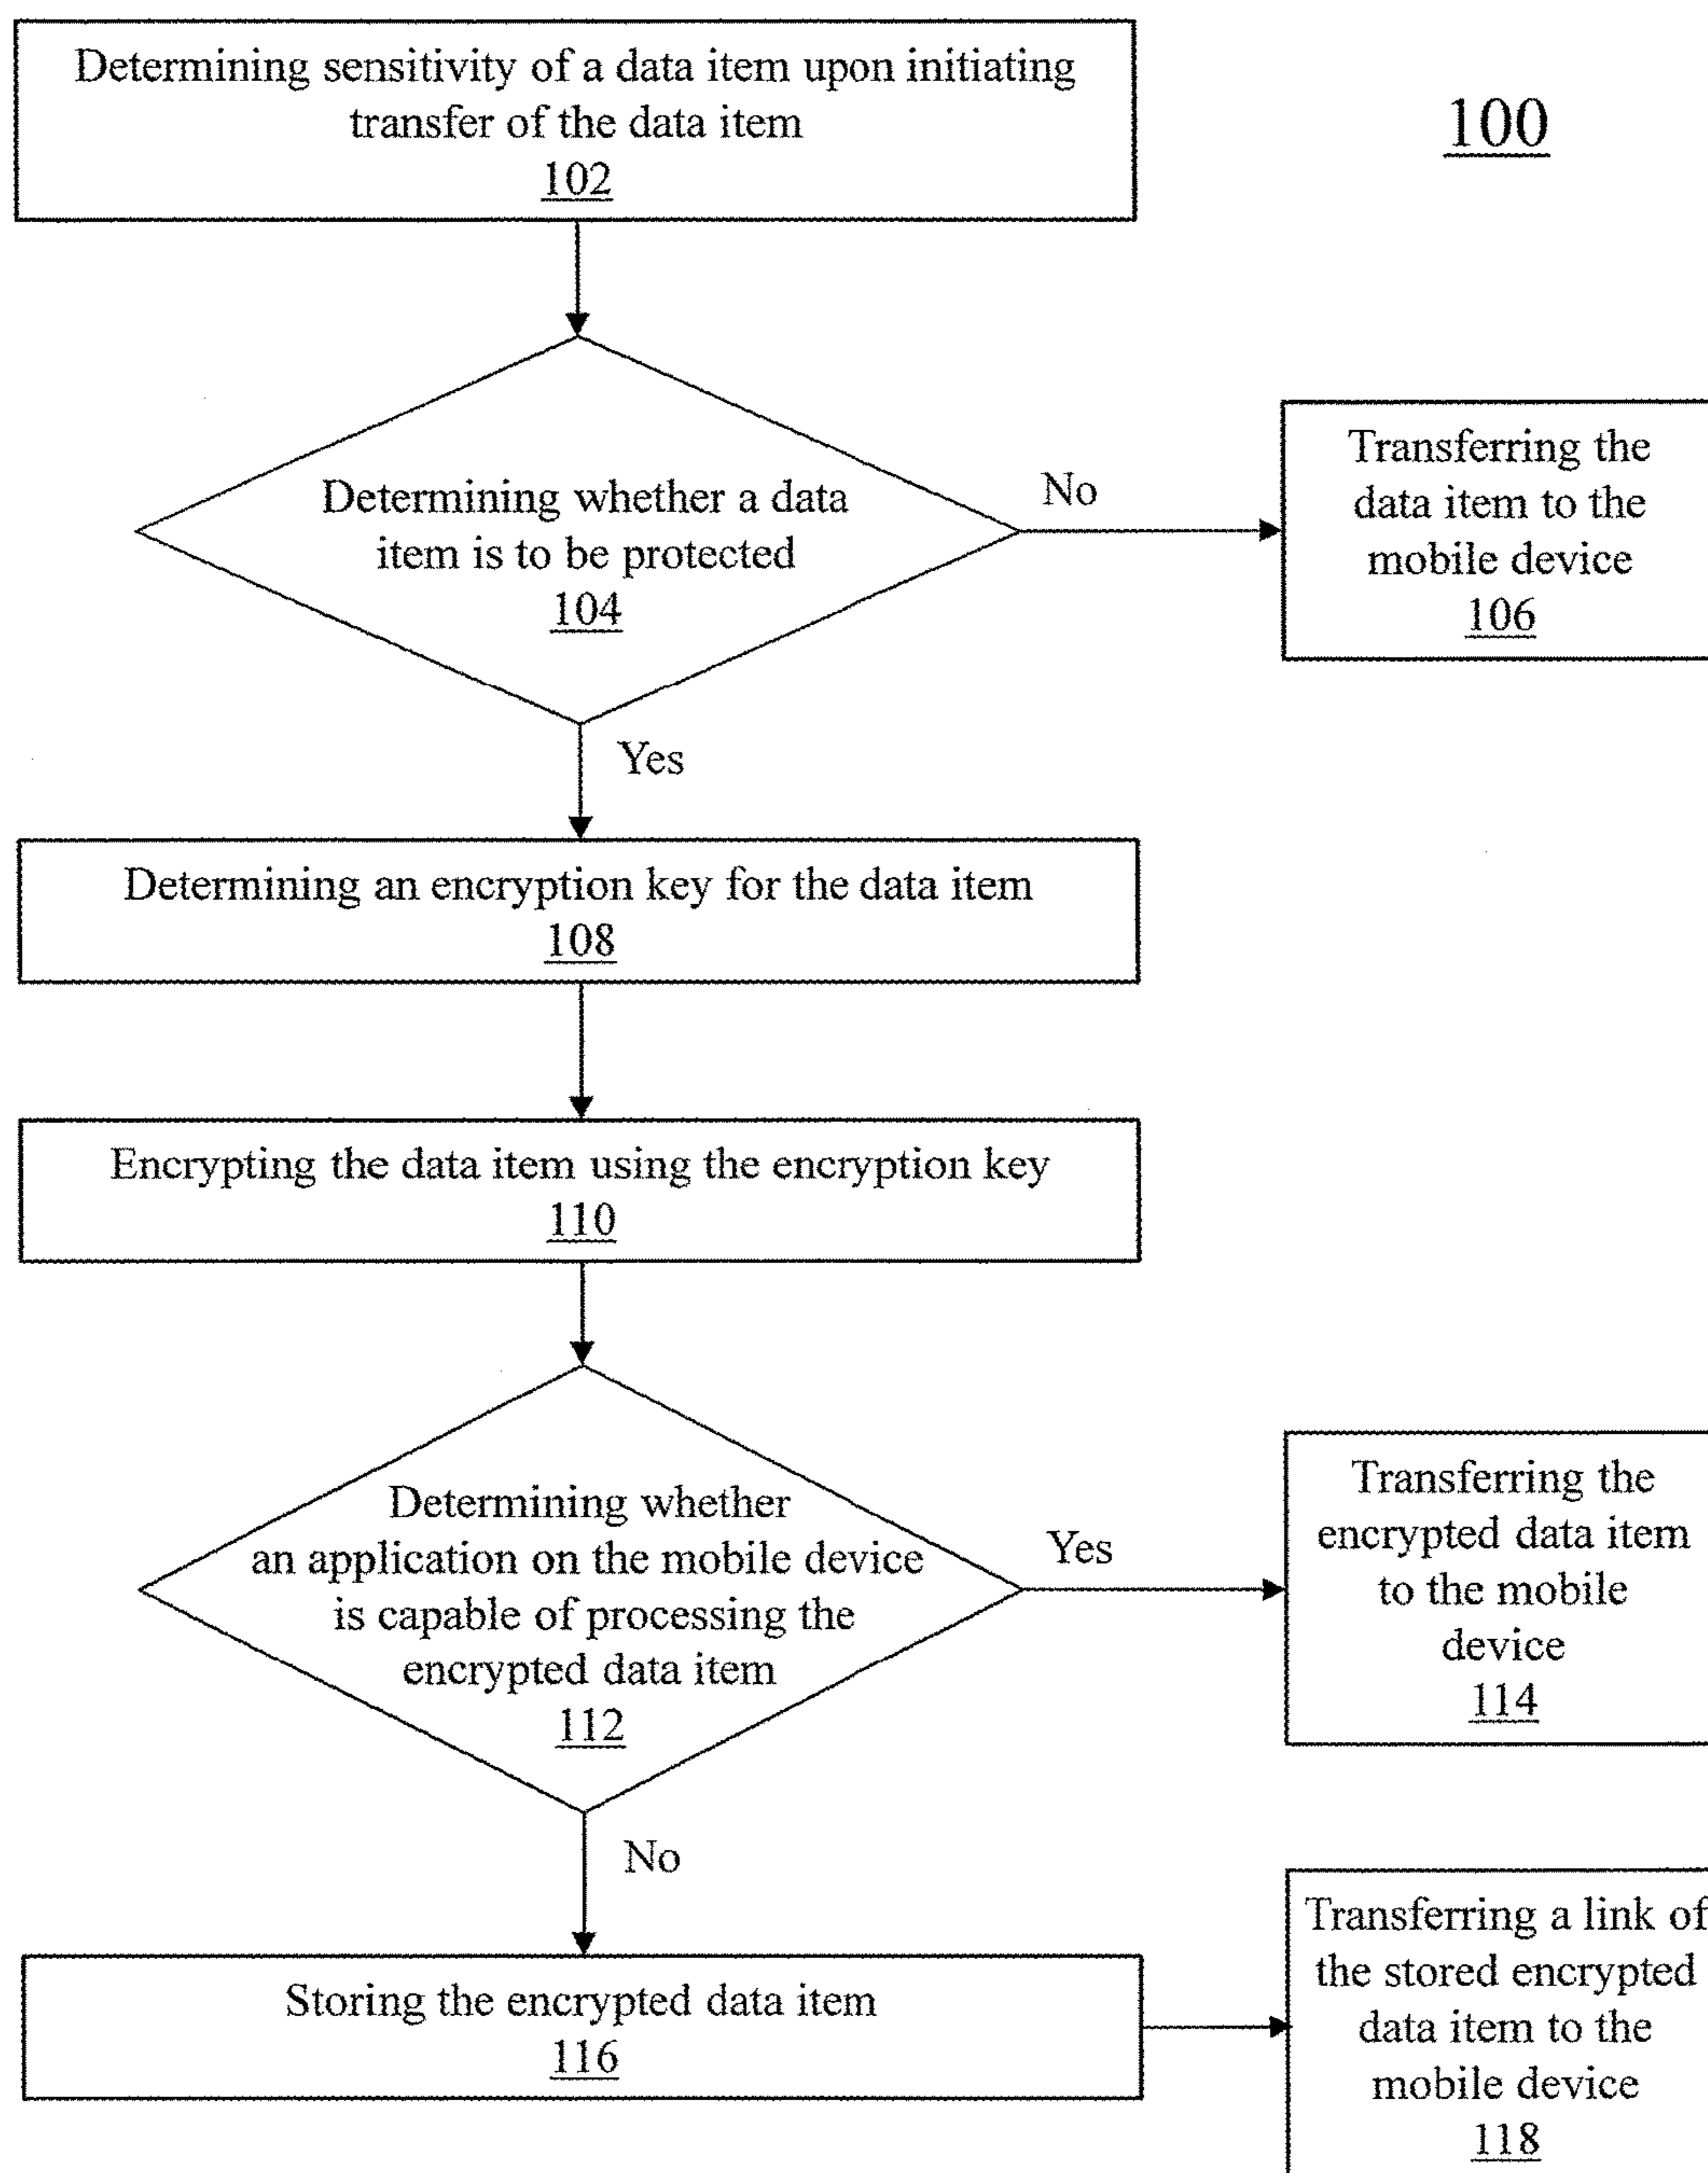 Determining sensitivity of a data item upon initiating
transfer of the data item
102
100
Determining whether a data
item is to be protected
104
No
Transferring the
data item to the
mobile device
106
Yes
Determining an encryption key for the data item
108
Encrypting the data item using the encryption key
110
Determining whether
an application on the mobile device
is capable of processing the
encrypted data item
112
Yes
Transferring the
encrypted data item
to the mobile
device
114
No
Storing the encrypted data item
116
Transferring a link of
the stored encrypted
data item to the
mobile device
118